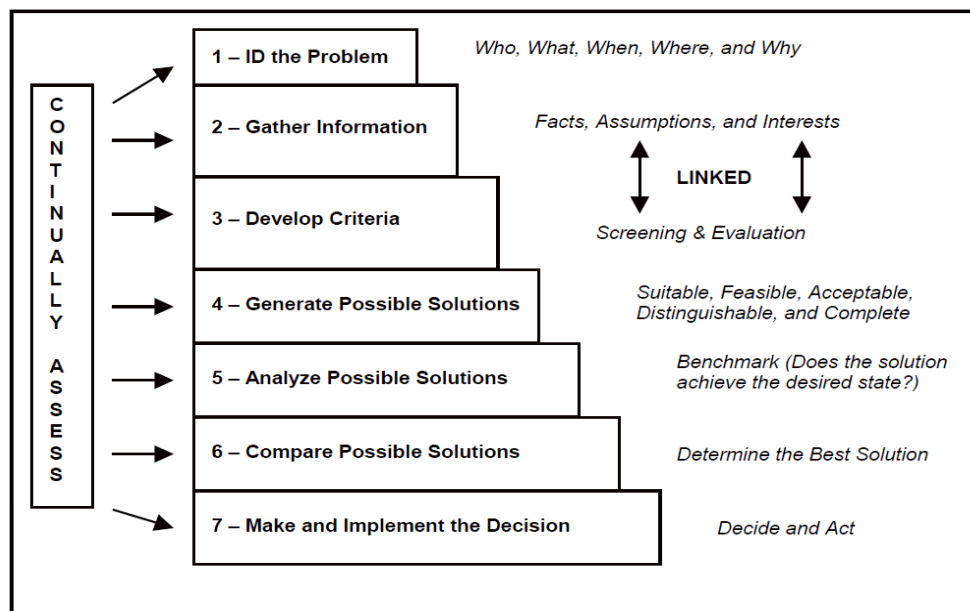 CONTINUALLY ASSESS
1 – ID the Problem
Who, What, When, Where, and Why
2 – Gather Information
Facts, Assumptions, and Interests
LINKED
3 – Develop Criteria
Screening & Evaluation
4 – Generate Possible Solutions
Suitable, Feasible, Acceptable,
Distinguishable, and Complete
5 – Analyze Possible Solutions
Benchmark (Does the solution
achieve the desired state?)
6 – Compare Possible Solutions
Determine the Best Solution
7 – Make and Implement the Decision
Decide and Act